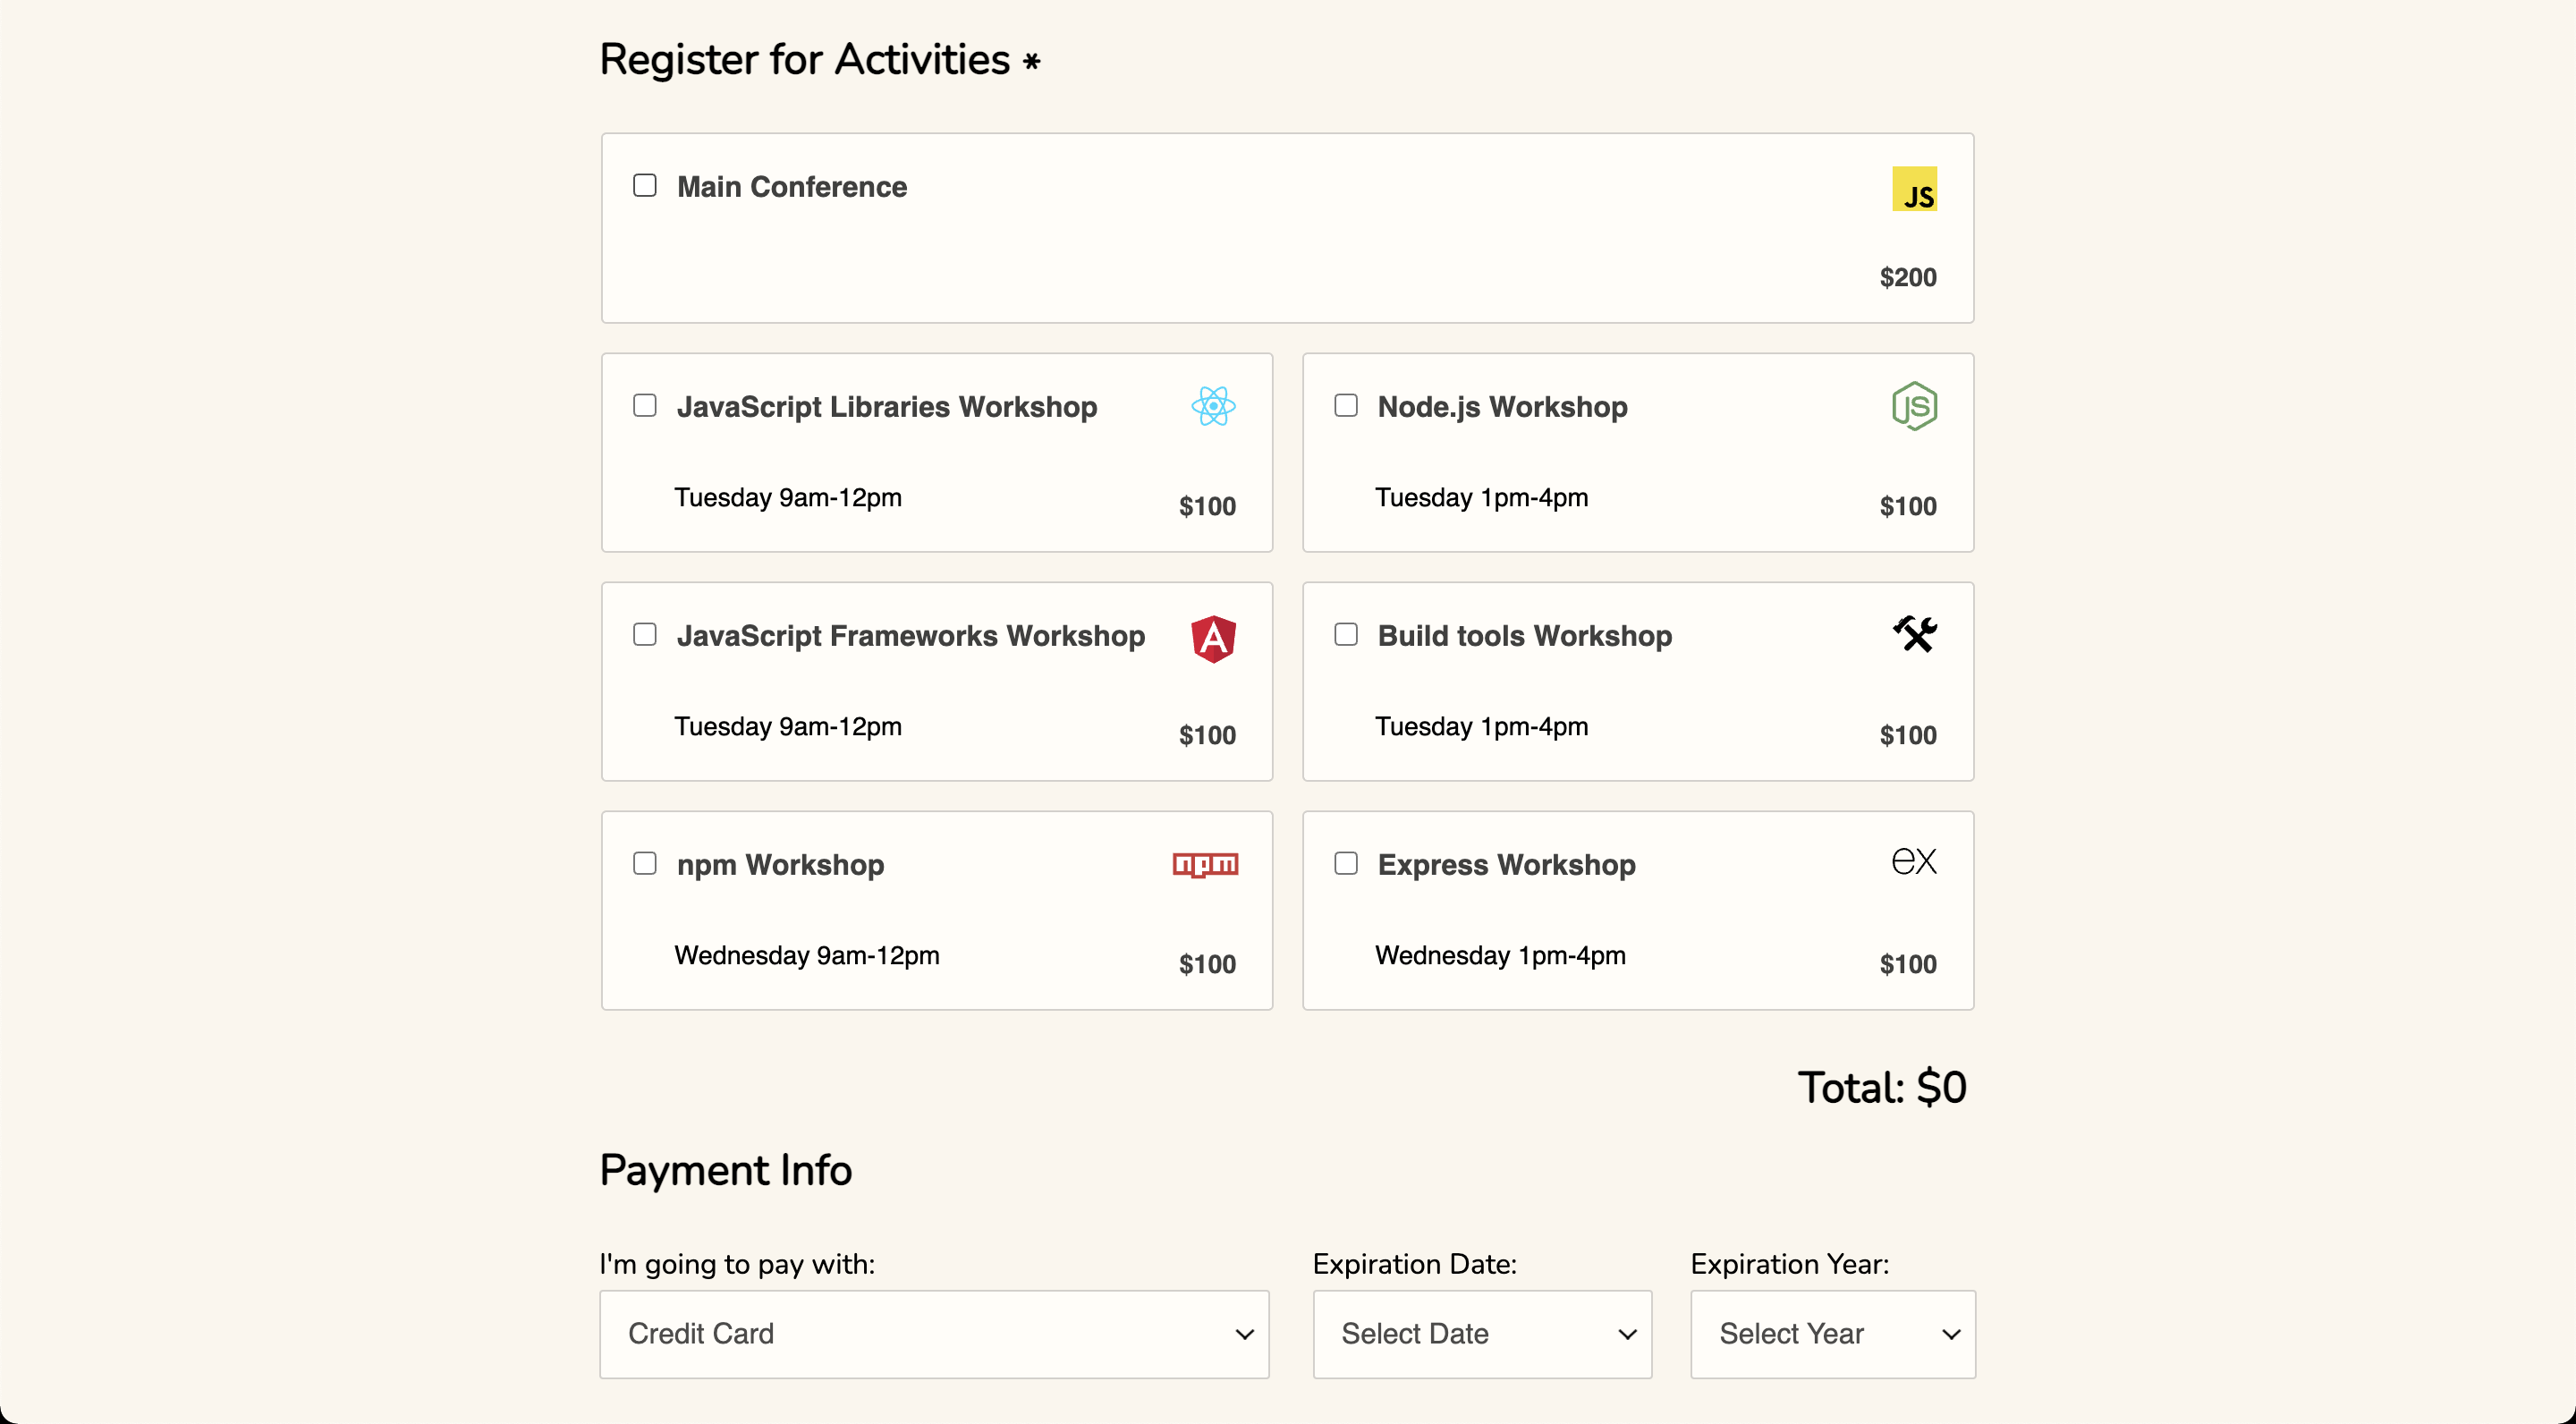 Register for Activities *
Main Conference
JS
$200
JavaScript Libraries Workshop
Tuesday 9am-12pm
$100
Node.js Workshop
JS
Tuesday 1pm-4pm
$100
JavaScript Frameworks Workshop
A
Tuesday 9am-12pm
$100
Build tools Workshop
Tuesday 1pm-4pm
$100
npm Workshop
npm
Wednesday 9am-12pm
$100
Express Workshop
ex
Wednesday 1pm-4pm
$100
Total: $0
Payment Info
I'm going to pay with:
Credit Card
Expiration Date:
Select Date
Expiration Year:
Select Year